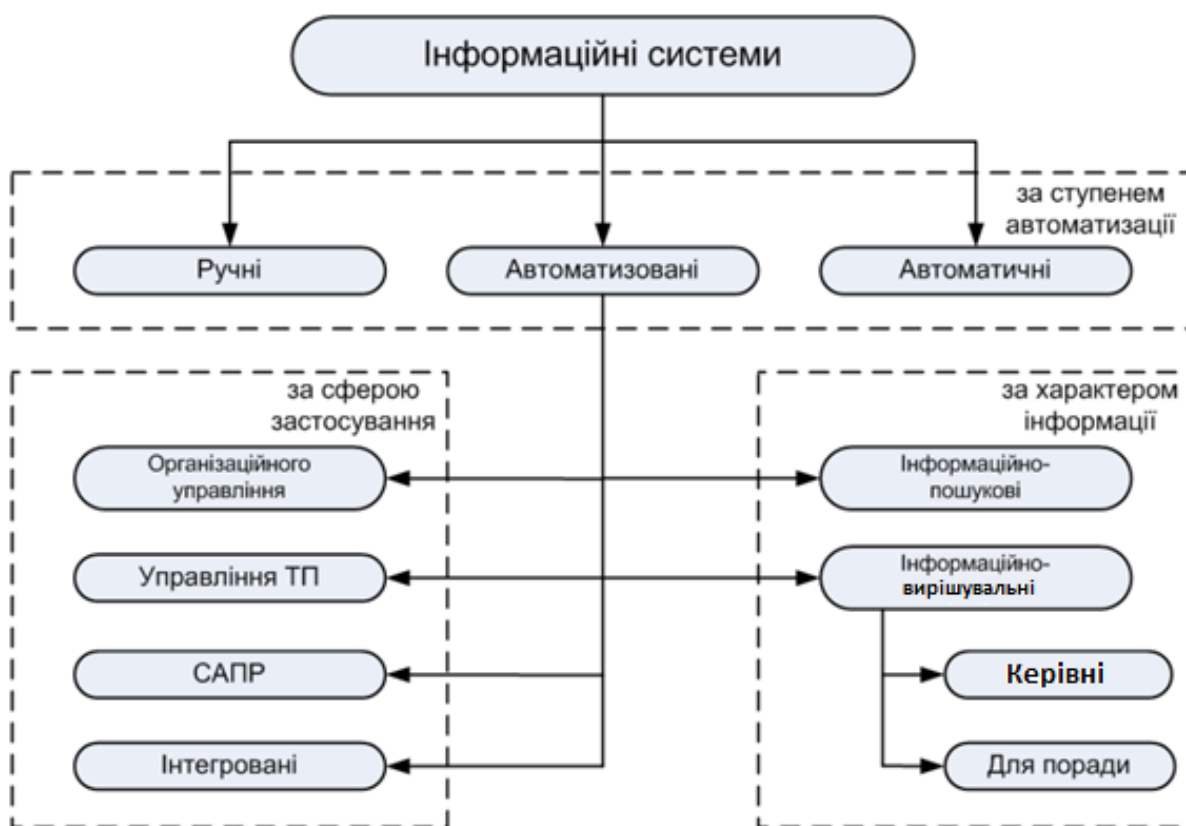 Інформаційні системи
за ступенем
автоматизації
Ручні
Автоматизовані
Автоматичні
за сферою
застосування
за характером
інформації
Організаційного
управління
Інформаційно-
пошукові
Управління ТП
Інформаційно-
вирішувальні
САПР
Керівні
Інтегровані
Для поради